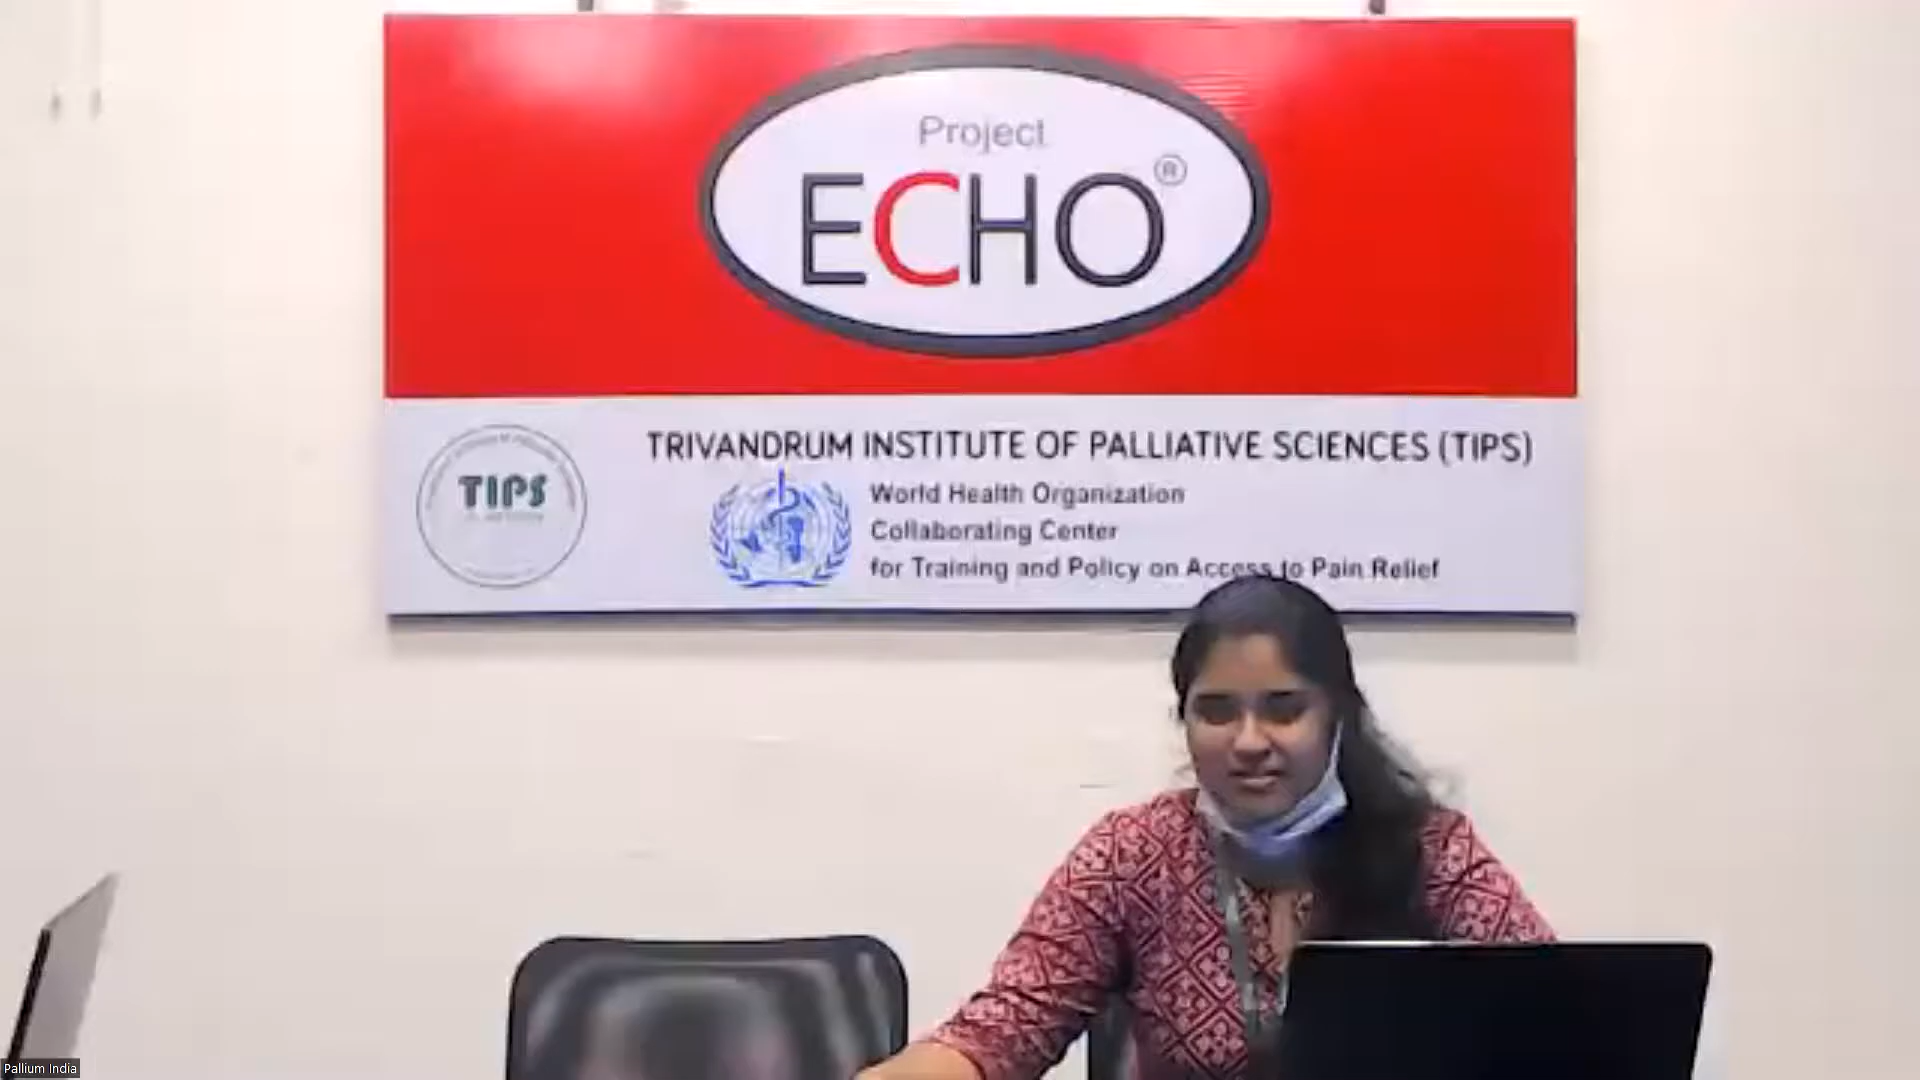 Project
ECHO®
TRIVANDRUM INSTITUTE OF PALLIATIVE SCIENCES (TIPS)
TIPS
World Health Organization
Collaborating Center
for Training and Policy on Access to Pain Relief
Pallium India